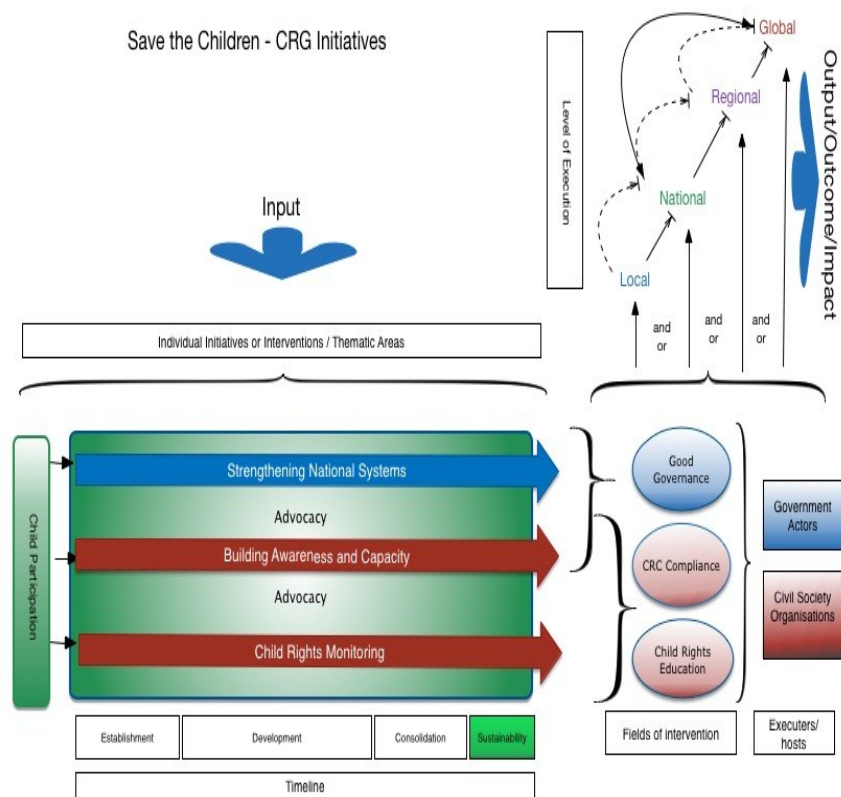 Save the Children - CRG Initiatives
Input
Individual Initiatives or Interventions / Thematic Areas
Level of Execution
Global
Regional
National
Local
and
or
and
or
and
or
Output/Outcome/Impact
Child Participation
Strengthening National Systems
Advocacy
Building Awareness and Capacity
Advocacy
Child Rights Monitoring
Good
Governance
CRC Compliance
Child Rights
Education
Government
Actors
Civil Society
Organisations
Establishment
Development
Consolidation
Sustainability
Timeline
Fields of intervention
Executers/
hosts